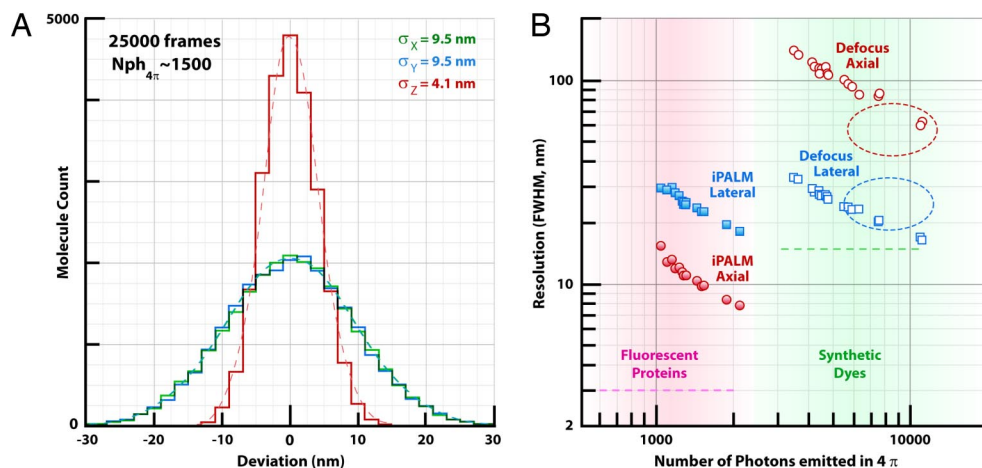 A
5000
25000 frames
Nph4π~1500
σX = 9.5 nm
σY = 9.5 nm
σZ = 4.1 nm
Molecule Count
0
-30 -20 -10 0 10 20 30
Deviation (nm)
B
Defocus
Axial
100
Defocus
Lateral
iPALM
Lateral
iPALM
Axial
Resolution (FWHM, nm)
10
Fluorescent
Proteins
Synthetic
Dyes
2
1000 10000
Number of Photons emitted in 4 π